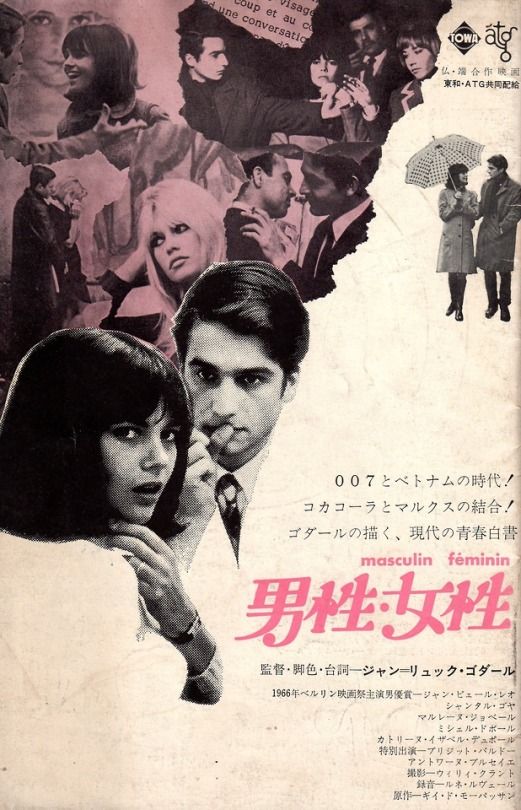 visage
coup et au co
d'une conversatio
TOWA atg
仏・端合作映画
東和・ATG共同配給
007とベトナムの時代!
コカコーラとマルクスの結合!
ゴダールの描く、現代の青春白書
masculin féminin
男性・女性
監督・脚色・台詞—ジャン=リュック・ゴダール
1966年ベルリン映画祭主演男優賞—ジャン・ピエール・レオ
シャンタル・ゴヤ
マルレーヌ・ジョベール
ミシェル・ドボール
カトリーヌ・イザベル・デュポール
特別出演—ブリジット・バルドー
アントワーヌ・ブルセイエ
撮影—ウィリィ・クラント
録音—ルネ・ルヴェール
原作—ギイ・ド・モーパッサン